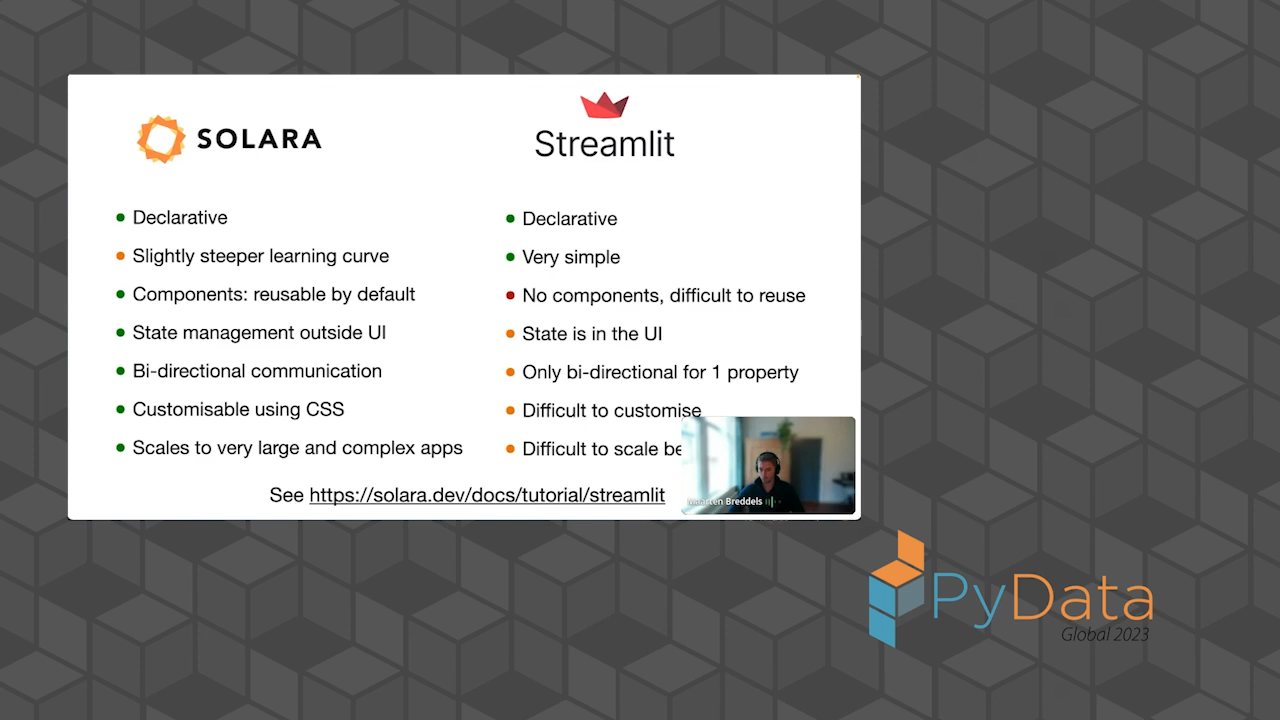 SOLARA
Declarative
Slightly steeper learning curve
Components: reusable by default
State management outside UI
Bi-directional communication
Customisable using CSS
Scales to very large and complex apps
Streamlit
Declarative
Very simple
No components, difficult to reuse
State is in the UI
Only bi-directional for 1 property
Difficult to customise
Difficult to scale
See https://solara.dev/docs/tutorial/streamlit
Maarten Breddels
PyData
Global 2023